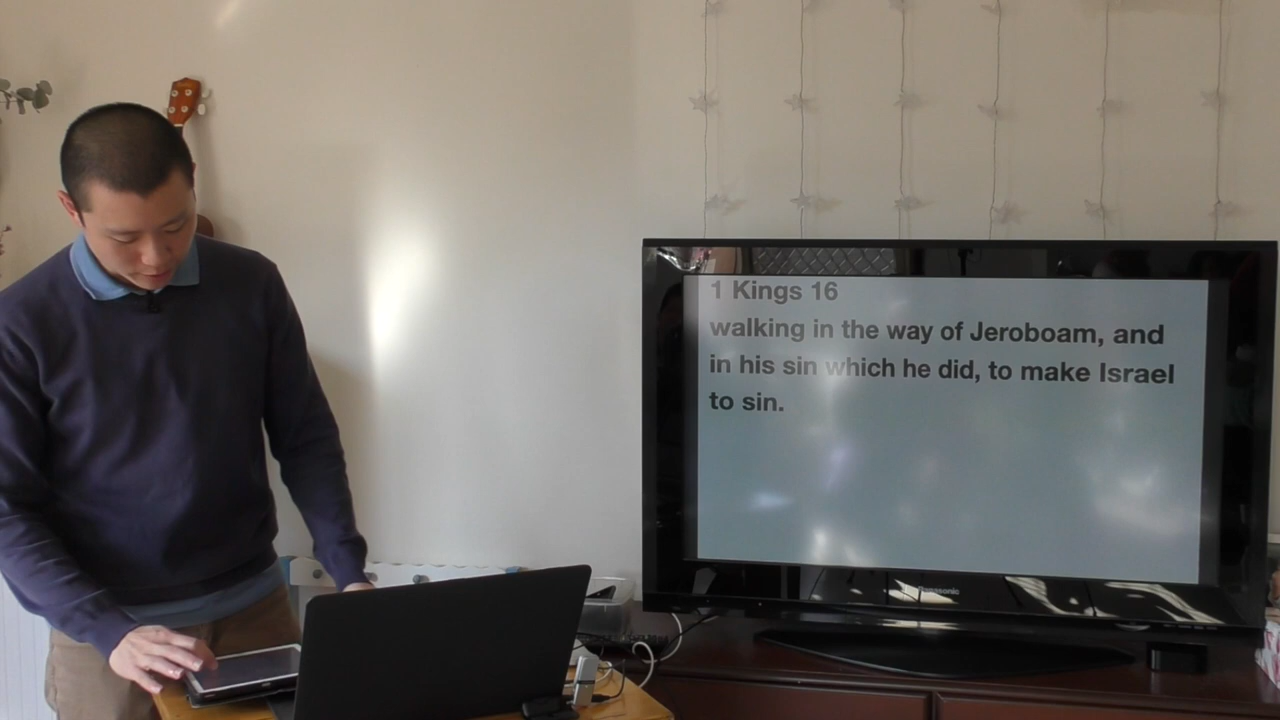 1 Kings 16
walking in the way of Jeroboam, and
in his sin which he did, to make Israel
to sin.
Panasonic